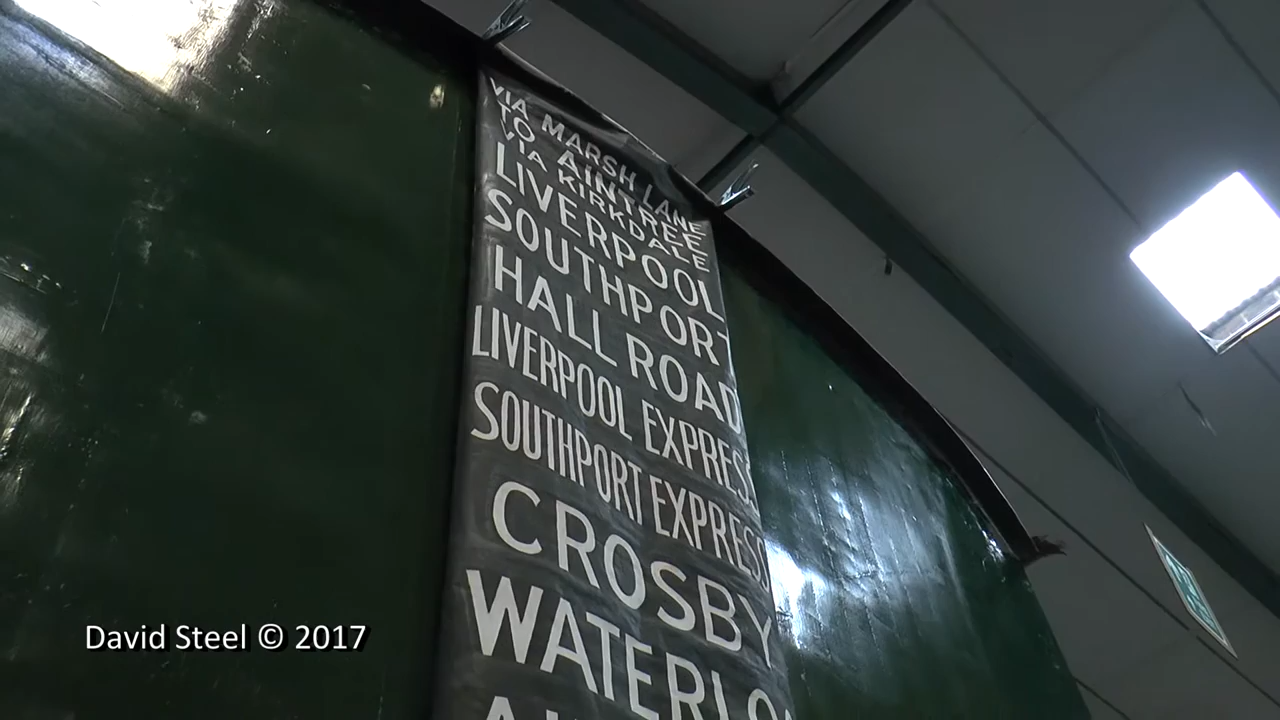 VIA MARSH LANE
TO AINTREE
VIA KIRKDALE
LIVERPOOL
SOUTHPORT
HALL ROAD
LIVERPOOL EXPRESS
SOUTHPORT EXPRESS
CROSBY
WATERLO
David Steel © 2017